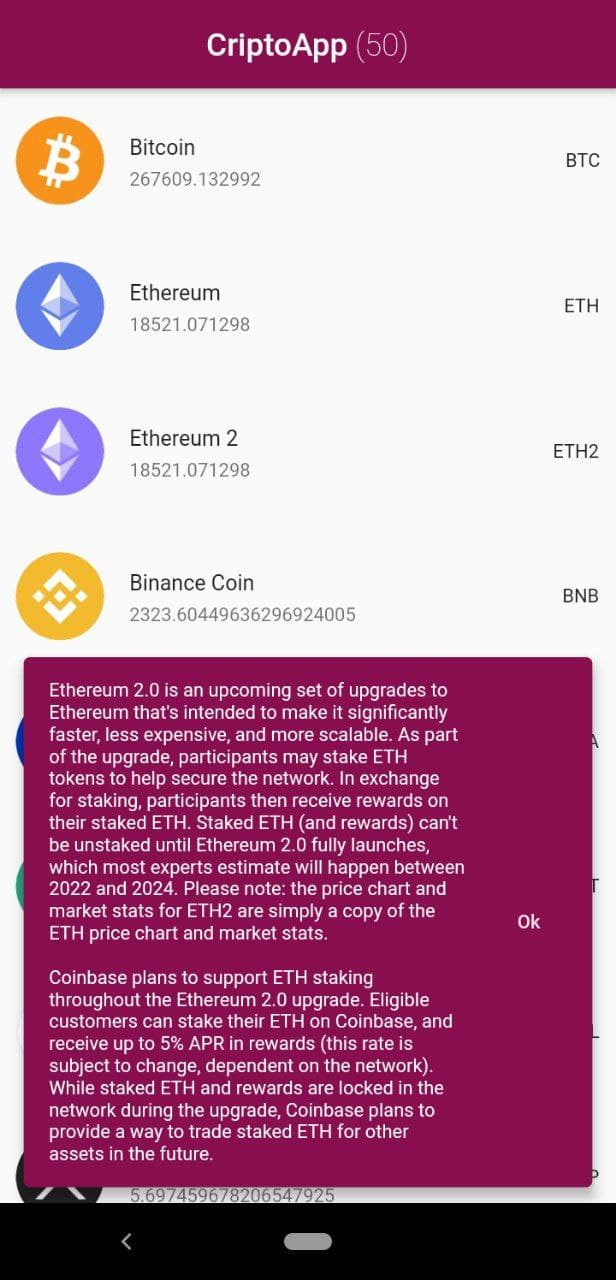 CriptoApp (50)
Bitcoin
267609.132992
BTC
Ethereum
18521.071298
ETH
Ethereum 2
18521.071298
ETH2
Binance Coin
2323.60449636296924005
BNB
Ethereum 2.0 is an upcoming set of upgrades to
Ethereum that's intended to make it significantly
faster, less expensive, and more scalable. As part
of the upgrade, participants may stake ETH
tokens to help secure the network. In exchange
for staking, participants then receive rewards on
their staked ETH. Staked ETH (and rewards) can't
be unstaked until Ethereum 2.0 fully launches,
which most experts estimate will happen between
2022 and 2024. Please note: the price chart and
market stats for ETH2 are simply a copy of the
ETH price chart and market stats.
Ok
Coinbase plans to support ETH staking
throughout the Ethereum 2.0 upgrade. Eligible
customers can stake their ETH on Coinbase, and
receive up to 5% APR in rewards (this rate is
subject to change, dependent on the network).
While staked ETH and rewards are locked in the
network during the upgrade, Coinbase plans to
provide a way to trade staked ETH for other
assets in the future.
5.697459678206547925